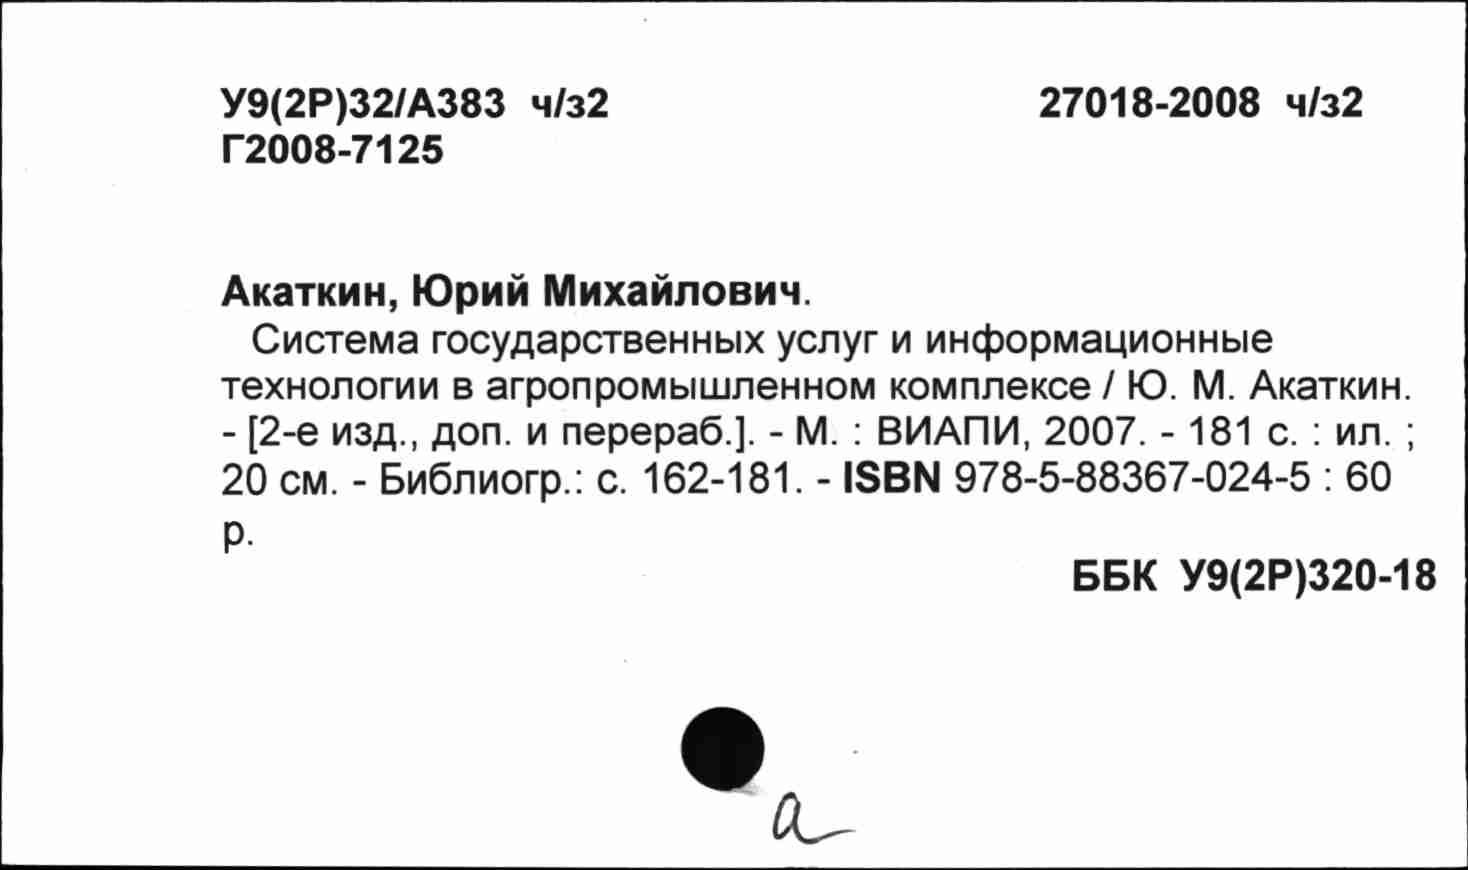 У9(2Р)32/А383 ч/з2 27018-2008 ч/з2
Г2008-7125
Акаткин, Юрий Михайлович.
Система государственных услуг и информационные
технологии в агропромышленном комплексе / Ю. М. Акаткин.
- [2-е изд., доп. и перераб.]. - М. : ВИАПИ, 2007. - 181 с. : ил. ;
20 см. - Библиогр.: с. 162-181. - ISBN 978-5-88367-024-5 : 60
р.
ББК У9(2Р)320-18
а